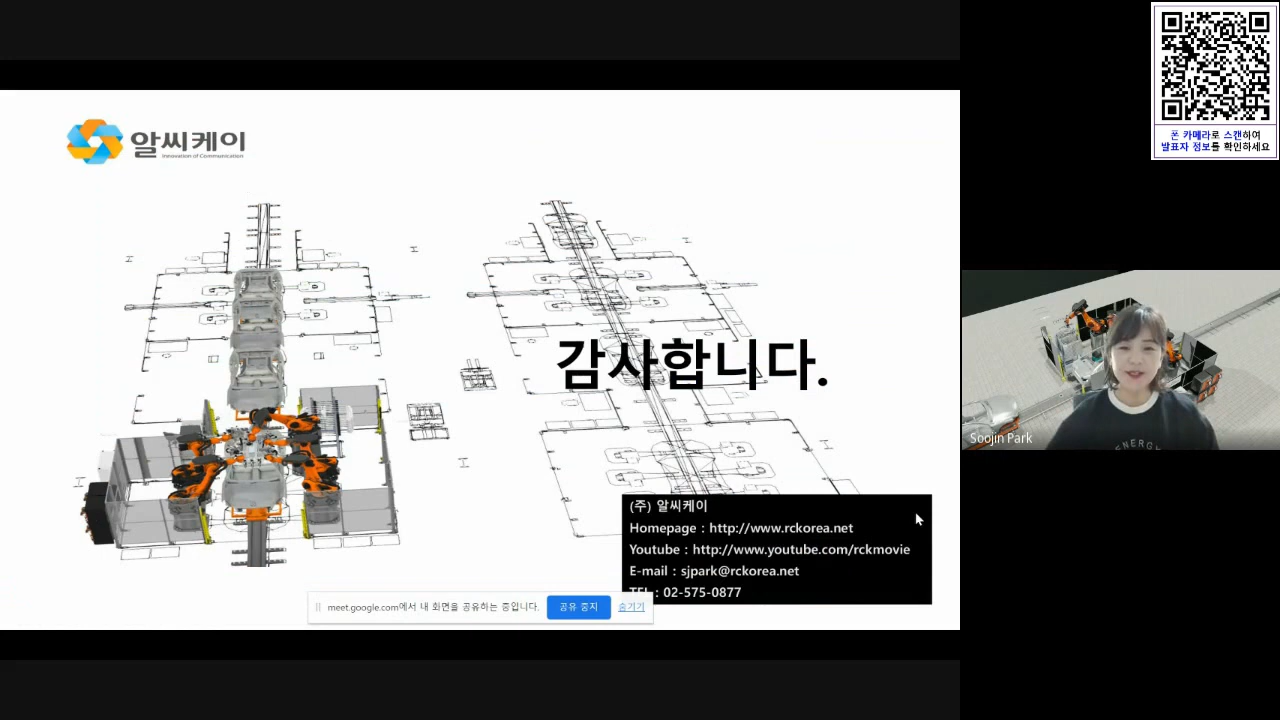 알씨케이
Innovation of Communication
감사합니다.
(주) 알씨케이
Homepage : http://www.rckorea.net
Youtube : http://www.youtube.com/rckmovie
E-mail : sjpark@rckorea.net
TEL : 02-575-0877
meet.google.com에서 내 화면을 공유하는 중입니다.
공유 중지
숨기기
폰 카메라로 스캔하여
발표자 정보를 확인하세요
Soojin Park
ENERGY